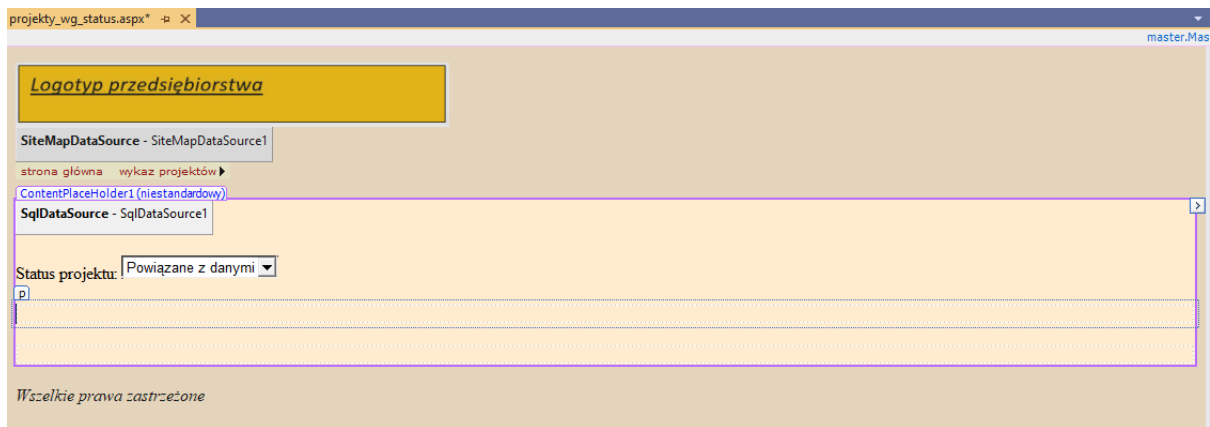 projekty_wg_status.aspx*
master.Mas
Logotyp przedsiębiorstwa
SiteMapDataSource - SiteMapDataSource1
strona główna wykaz projektów
ContentPlaceHolder1 (niestandardowy)
SqlDataSource - SqlDataSource1
Status projektu: Powiązane z danymi
p
Wszelkie prawa zastrzeżone